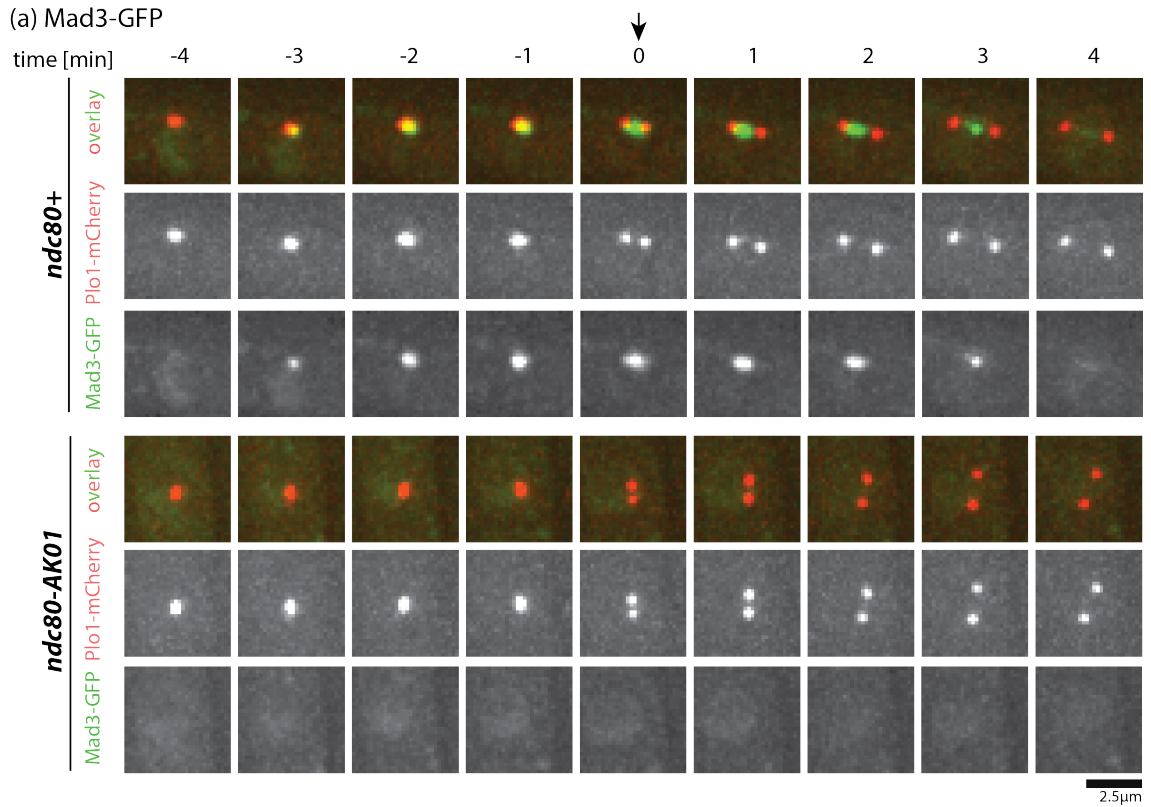 (a) Mad3-GFP
time [min] -4 -3 -2 -1 0 1 2 3 4
ndc80+
overlay
Plo1-mCherry
Mad3-GFP
ndc80-AK01
overlay
Plo1-mCherry
Mad3-GFP
2.5µm